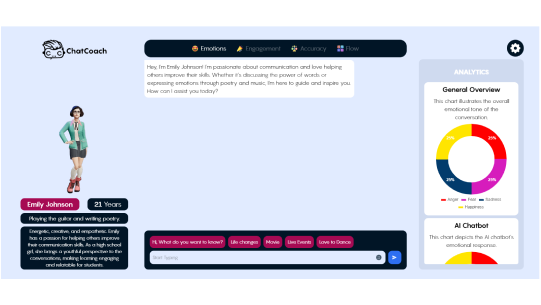 ChatCoach
Emotions
Engagement
Accuracy
Flow
Hey, I'm Emily Johnson! I'm passionate about communication and love helping
others improve their skills. Whether it's discussing the power of words or
expressing emotions through poetry and music, I'm here to guide and inspire you.
How can I assist you today?
Emily Johnson
21 Years
Playing the guitar and writing poetry.
Energetic, creative, and empathetic. Emily
has a passion for helping others improve
their communication skills. As a high school
girl, she brings a youthful perspective to the
conversations, making learning engaging
and relatable for students.
Hi, What do you want to know?
Life changes
Movie
Live Events
Love to Dance
Start Typing
ANALYTICS
General Overview
This chart illustrates the overall
emotional tone of the
conversation.
25% 25%
25% 25%
Anger Fear Sadness
Happiness
AI Chatbot
This chart depicts the AI chatbot's
emotional response.